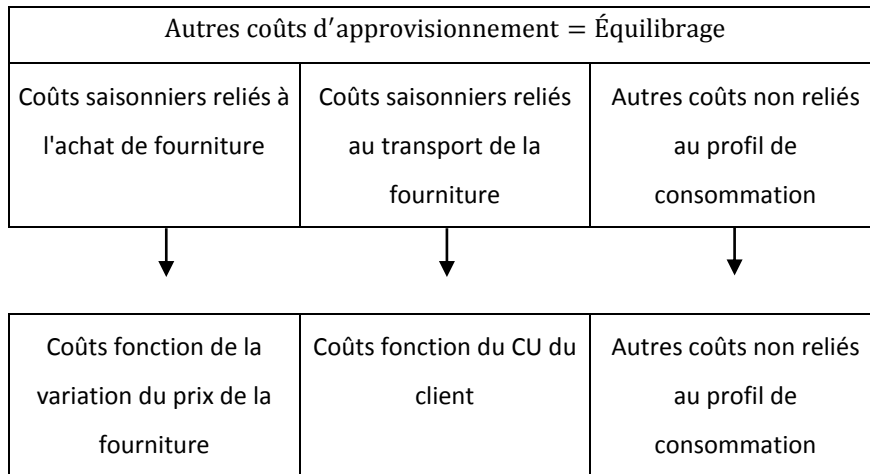 Autres coûts d′approvisionnement = Équilibrage
Coûts saisonniers reliés à
l'achat de fourniture
Coûts saisonniers reliés
au transport de la
fourniture
Autres coûts non reliés
au profil de
consommation
Coûts fonction de la
variation du prix de la
fourniture
Coûts fonction du CU du
client
Autres coûts non reliés
au profil de
consommation